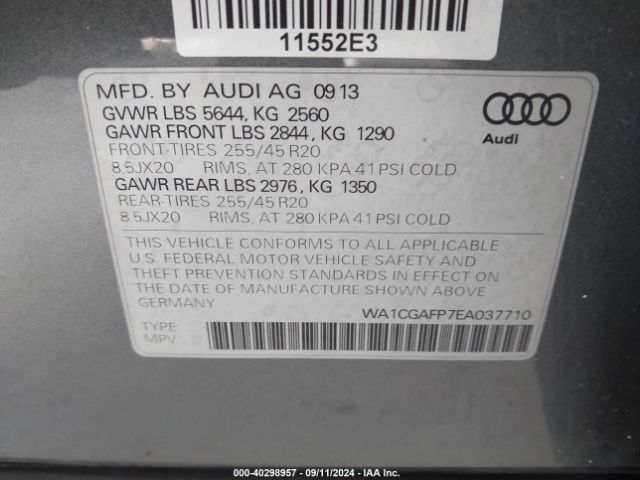 11552E3
MFD. BY AUDI AG 09 13
GVWR LBS 5644, KG 2560
GAWR FRONT LBS 2844, KG 1290
FRONT-TIRES 255/45 R20
8,5JX20 RIMS, AT 280 KPA 41 PSI COLD
GAWR REAR LBS 2976, KG 1350
REAR-TIRES 255/45 R20
8,5JX20 RIMS, AT 280 KPA 41 PSI COLD
Audi
THIS VEHICLE CONFORMS TO ALL APPLICABLE
U.S. FEDERAL MOTOR VEHICLE SAFETY AND
THEFT PREVENTION STANDARDS IN EFFECT ON
THE DATE OF MANUFACTURE SHOWN ABOVE.
GERMANY
WA1CGAFP7EA037710
TYPE:
MPV
000-40298957 - 09/11/2024 - IAA Inc.